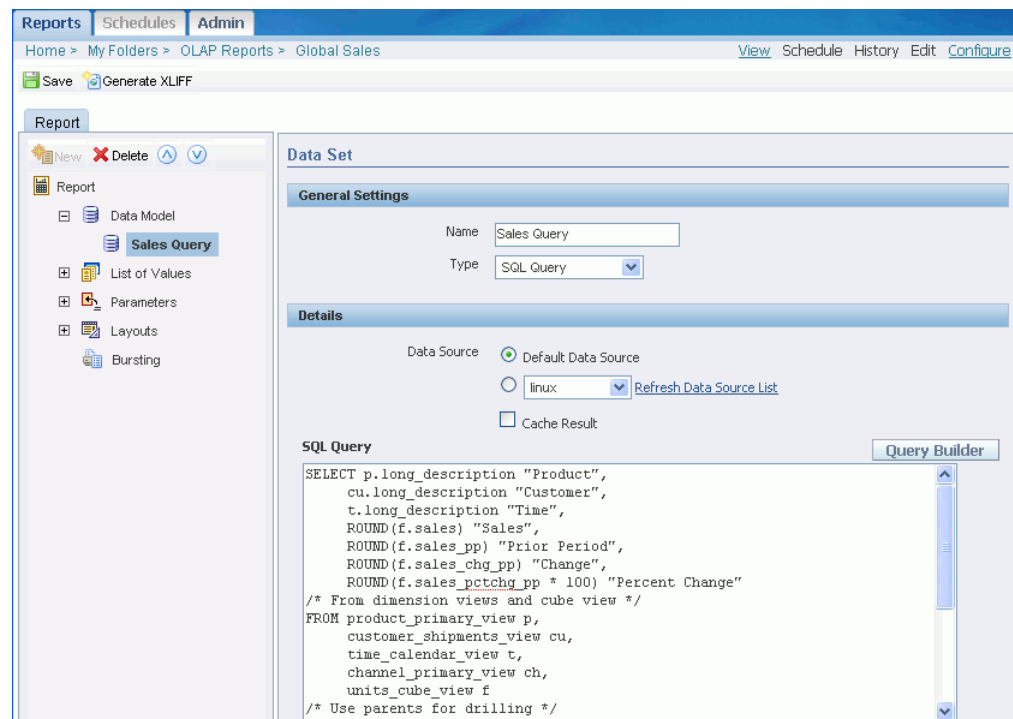 Reports Schedules Admin
Home > My Folders > OLAP Reports > Global Sales View Schedule History Edit Configure
Save Generate XLIFF
Report
New Delete
Report
Data Model
Sales Query
List of Values
Parameters
Layouts
Bursting
Data Set
General Settings
Name Sales Query
Type SQL Query
Details
Data Source Default Data Source
linux Refresh Data Source List
Cache Result
SQL Query Query Builder
SELECT p.long_description "Product",
cu.long_description "Customer",
t.long_description "Time",
ROUND(f.sales) "Sales",
ROUND(f.sales_pp) "Prior Period",
ROUND(f.sales_chg_pp) "Change",
ROUND(f.sales_pctchg_pp * 100) "Percent Change"
/* From dimension views and cube view */
FROM product_primary_view p,
customer_shipments_view cu,
time_calendar_view t,
channel_primary_view ch,
units_cube_view f
/* Use parents for drilling */